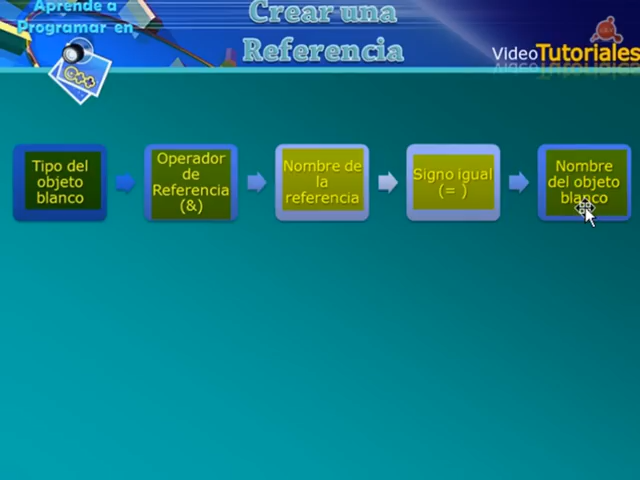 Aprende a
Programar en
C++
Crear una
Referencia
VideoTutoriales
Tipo del
objeto
blanco
Operador
de
Referencia
(&)
Nombre de
la
referencia
Signo igual
(= )
Nombre
del objeto
blanco